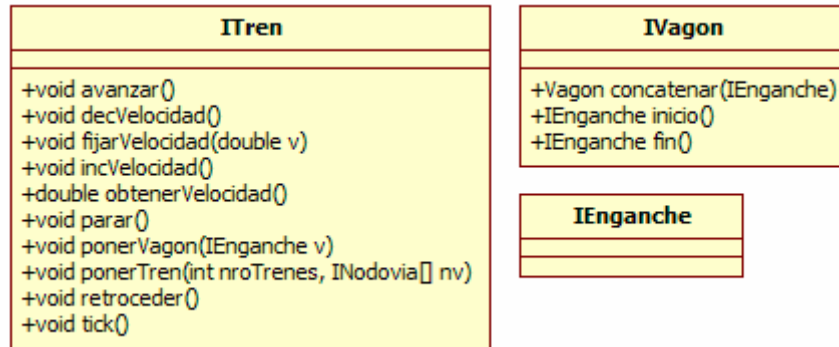 ITren
+void avanzar()
+void decVelocidad()
+void fijarVelocidad(double v)
+void incVelocidad()
+double obtenerVelocidad()
+void parar()
+void ponerVagon(IEnganche v)
+void ponerTren(int nroTrenes, INodovia[] nv)
+void retroceder()
+void tick()
IVagon
+Vagon concatenar(IEnganche)
+IEnganche inicio()
+IEnganche fin()
IEnganche